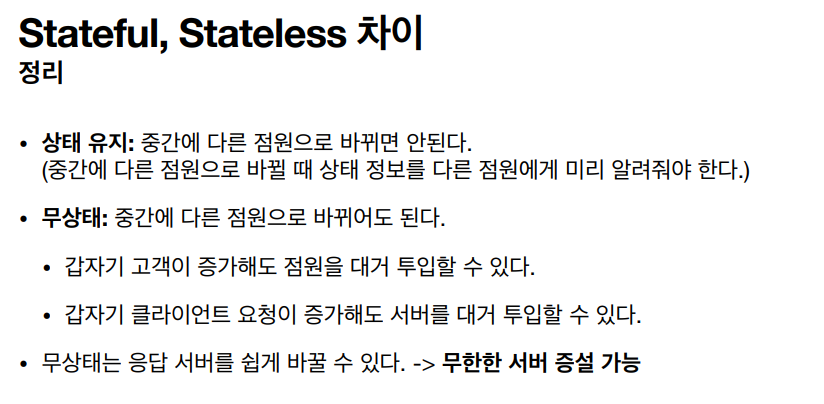 Stateful, Stateless 차이
정리
• 상태 유지: 중간에 다른 점원으로 바뀌면 안된다.
(중간에 다른 점원으로 바뀔 때 상태 정보를 다른 점원에게 미리 알려줘야 한다.)
• 무상태: 중간에 다른 점원으로 바뀌어도 된다.
• 갑자기 고객이 증가해도 점원을 대거 투입할 수 있다.
• 갑자기 클라이언트 요청이 증가해도 서버를 대거 투입할 수 있다.
• 무상태는 응답 서버를 쉽게 바꿀 수 있다. -> 무한한 서버 증설 가능